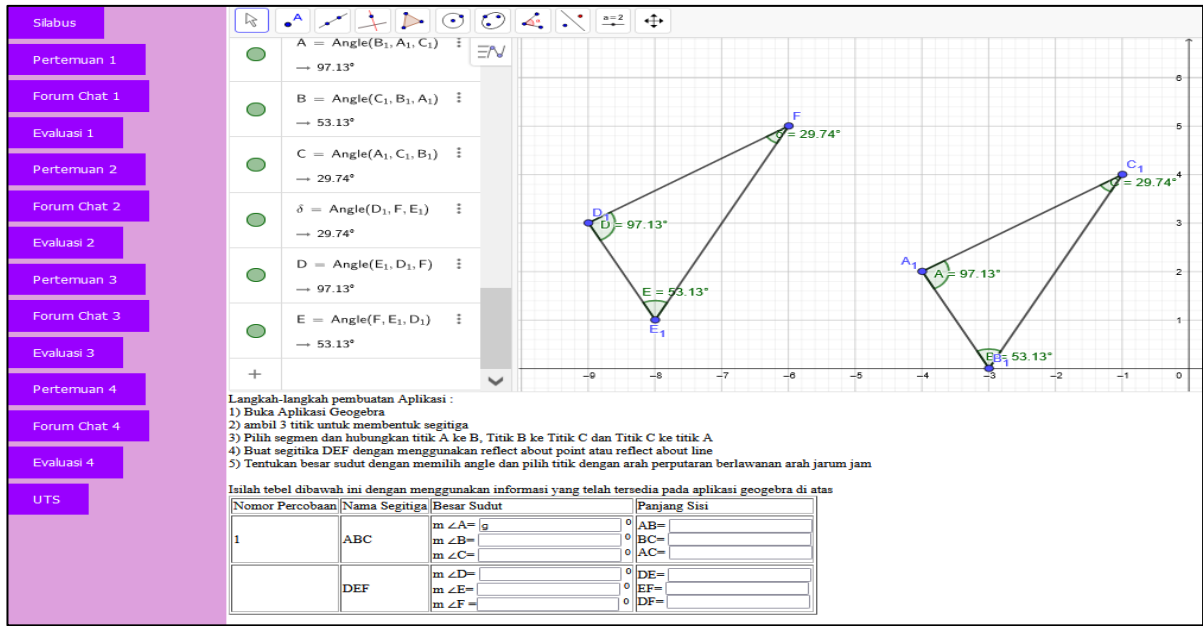 Silabus
Pertemuan 1
Forum Chat 1
Evaluasi 1
Pertemuan 2
Forum Chat 2
Evaluasi 2
Pertemuan 3
Forum Chat 3
Evaluasi 3
Pertemuan 4
Forum Chat 4
Evaluasi 4
UTS
A
a=2
A = Angle(B₁, A₁, C₁)
→ 97.13°
B = Angle(C₁, B₁, A₁)
→ 53.13°
C = Angle(A₁, C₁, B₁)
→ 29.74°
δ = Angle(D₁, F, E₁)
→ 29.74°
D = Angle(E₁, D₁, F)
→ 97.13°
E = Angle(F, E₁, D₁)
→ 53.13°
+
6
F
5
= 29.74°
C₁
4
= 29.74°
D₁
3
D = 97.13°
A₁
2
A = 97.13°
E = 53.13°
1
E₁
B₁ 53.13°
-9 -8 -7 -6 -5 -4 -3 -2 -1 0
Langkah-langkah pembuatan Aplikasi :
1) Buka Aplikasi Geogebra
2) ambil 3 titik untuk membentuk segitiga
3) Pilih segmen dan hubungkan titik A ke B, Titik B ke Titik C dan Titik C ke titik A
4) Buat segitika DEF dengan menggunakan reflect about point atau reflect about line
5) Tentukan besar sudut dengan memilih angle dan pilih titik dengan arah perputaran berlawanan arah jarum jam
Isilah tebel dibawah ini dengan menggunakan informasi yang telah tersedia pada aplikasi geogebra di atas
Nomor Percobaan Nama Segitiga Besar Sudut Panjang Sisi
m ∠A= g ⁰ AB=
1 ABC m ∠B= ⁰ BC=
m ∠C= ⁰ AC=
m ∠D= ⁰ DE=
DEF m ∠E= ⁰ EF=
m ∠F = ⁰ DF=